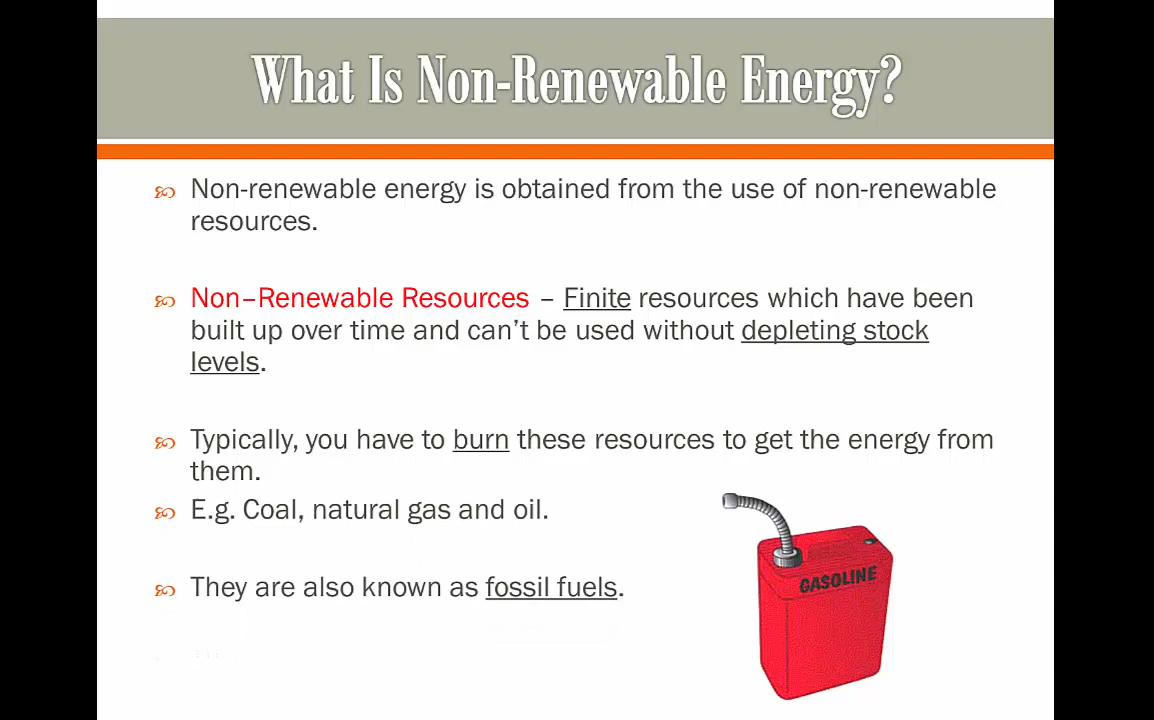 What Is Non-Renewable Energy?
Non-renewable energy is obtained from the use of non-renewable
resources.
Non–Renewable Resources – Finite resources which have been
built up over time and can't be used without depleting stock
levels.
Typically, you have to burn these resources to get the energy from
them.
E.g. Coal, natural gas and oil.
They are also known as fossil fuels.
GASOLINE